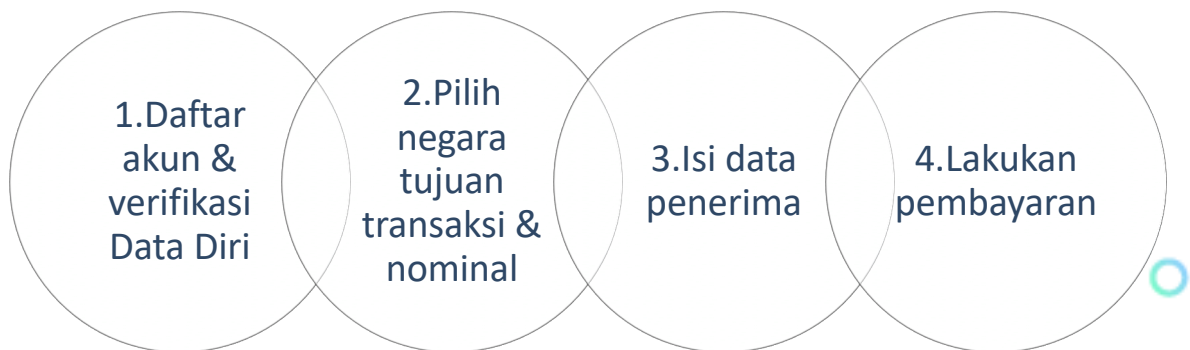 1.Daftar
akun &
verifikasi
Data Diri
2.Pilih
negara
tujuan
transaksi &
nominal
3.Isi data
penerima
4.Lakukan
pembayaran